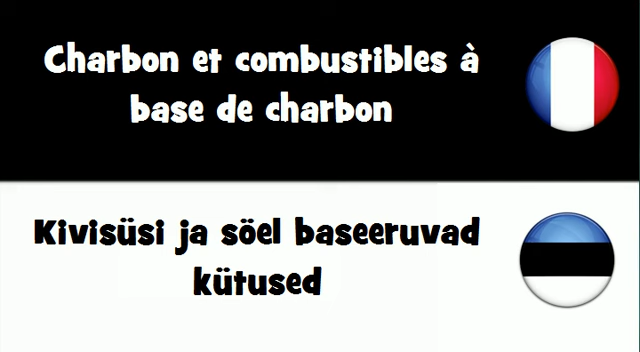 Charbon et combustibles à
base de charbon
Kivisüsi ja söel baseeruvad
kütused